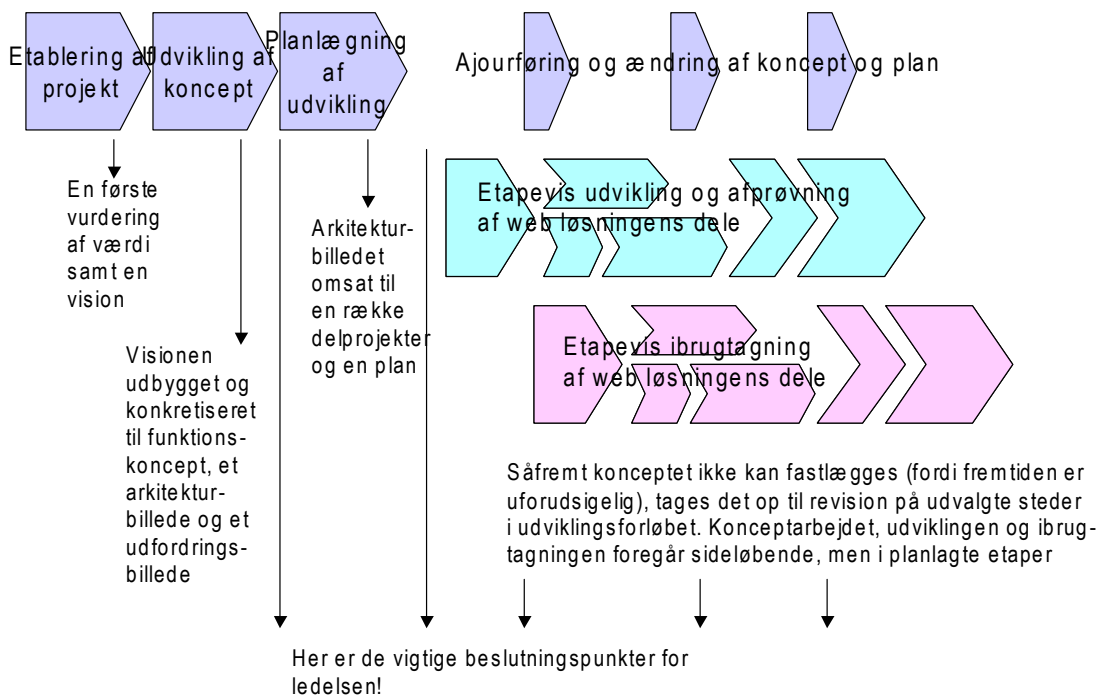 Etablering af
projekt
Udvikling af
koncept
Planlægning
af
udvikling
Ajourføring og ændring af koncept og plan
En første
vurdering
af værdi
samt en
vision
Arkitektur-
billedet
omsat til
en række
delprojekter
og en plan
Etapevis udvikling og afprøvning
af web løsningens dele
Etapevis ibrugtagning
af web løsningens dele
Visionen
udbygget og
konkretiseret
til funktions-
koncept, et
arkitektur-
billede og et
udfordrings-
billede
Såfremt konceptet ikke kan fastlægges (fordi fremtiden er
uforudsigelig), tages det op til revision på udvalgte steder
i udviklingsforløbet. Konceptarbejdet, udviklingen og ibrug-
tagningen foregår sideløbende, men i planlagte etaper
Her er de vigtige beslutningspunkter for
ledelsen!